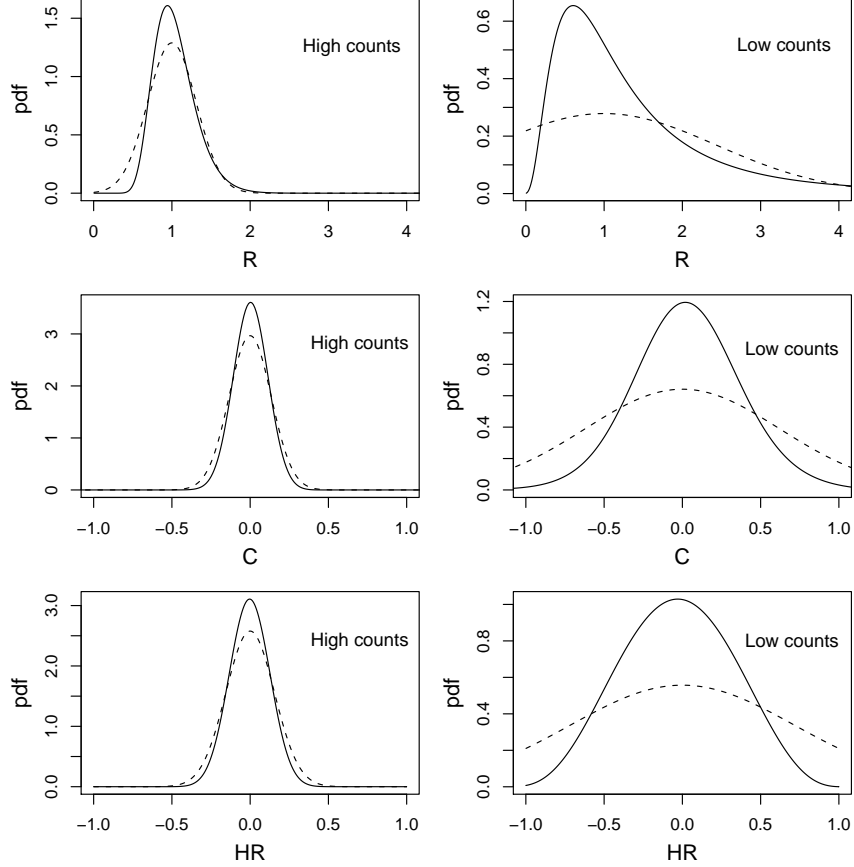 pdf
0.0 0.5 1.0 1.5
High counts
0 1 2 3 4
R
pdf
0.0 0.2 0.4 0.6
Low counts
0 1 2 3 4
R
pdf
0 1 2 3
High counts
−1.0 −0.5 0.0 0.5 1.0
C
pdf
0.0 0.4 0.8 1.2
Low counts
−1.0 −0.5 0.0 0.5 1.0
C
pdf
0.0 1.0 2.0 3.0
High counts
−1.0 −0.5 0.0 0.5 1.0
HR
pdf
0.0 0.4 0.8
Low counts
−1.0 −0.5 0.0 0.5 1.0
HR